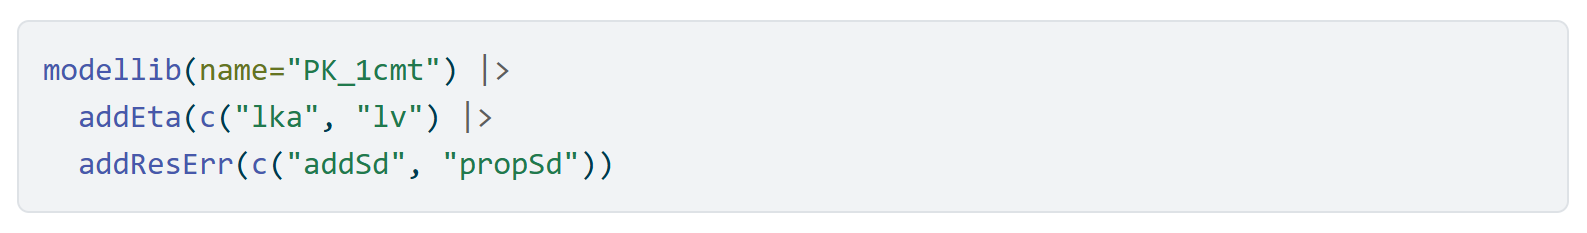 modellib(name="PK_1cmt") |>
  addEta(c("lka", "lv") |>
  addResErr(c("addSd", "propSd"))